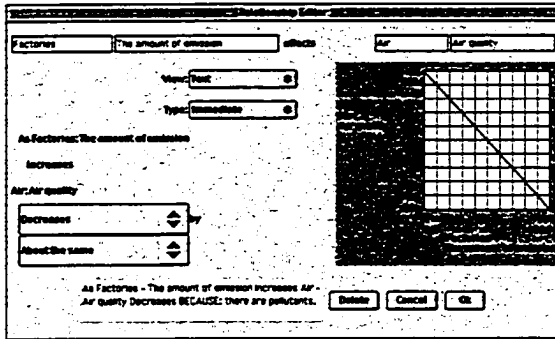 Relationship Editor
Factories The amount of emission effects Air Air quality
View: Text
Type: Immediate
As Factories: The amount of emission
Increases
Air: Air quality
Decreases by
About the same
As Factories - The amount of emission Increases Air -
Air quality Decreases BECAUSE: there are pollutants.
Delete Cancel Ok